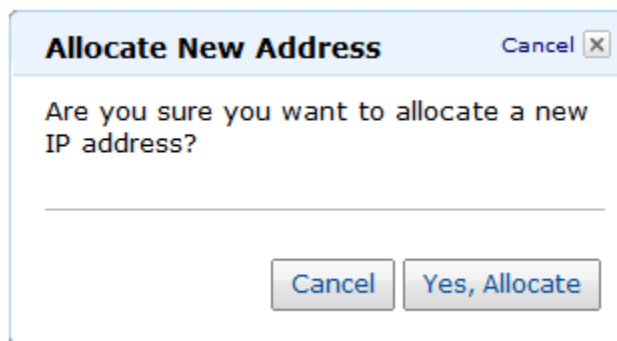 Allocate New Address Cancel
Are you sure you want to allocate a new
IP address?
Cancel Yes, Allocate